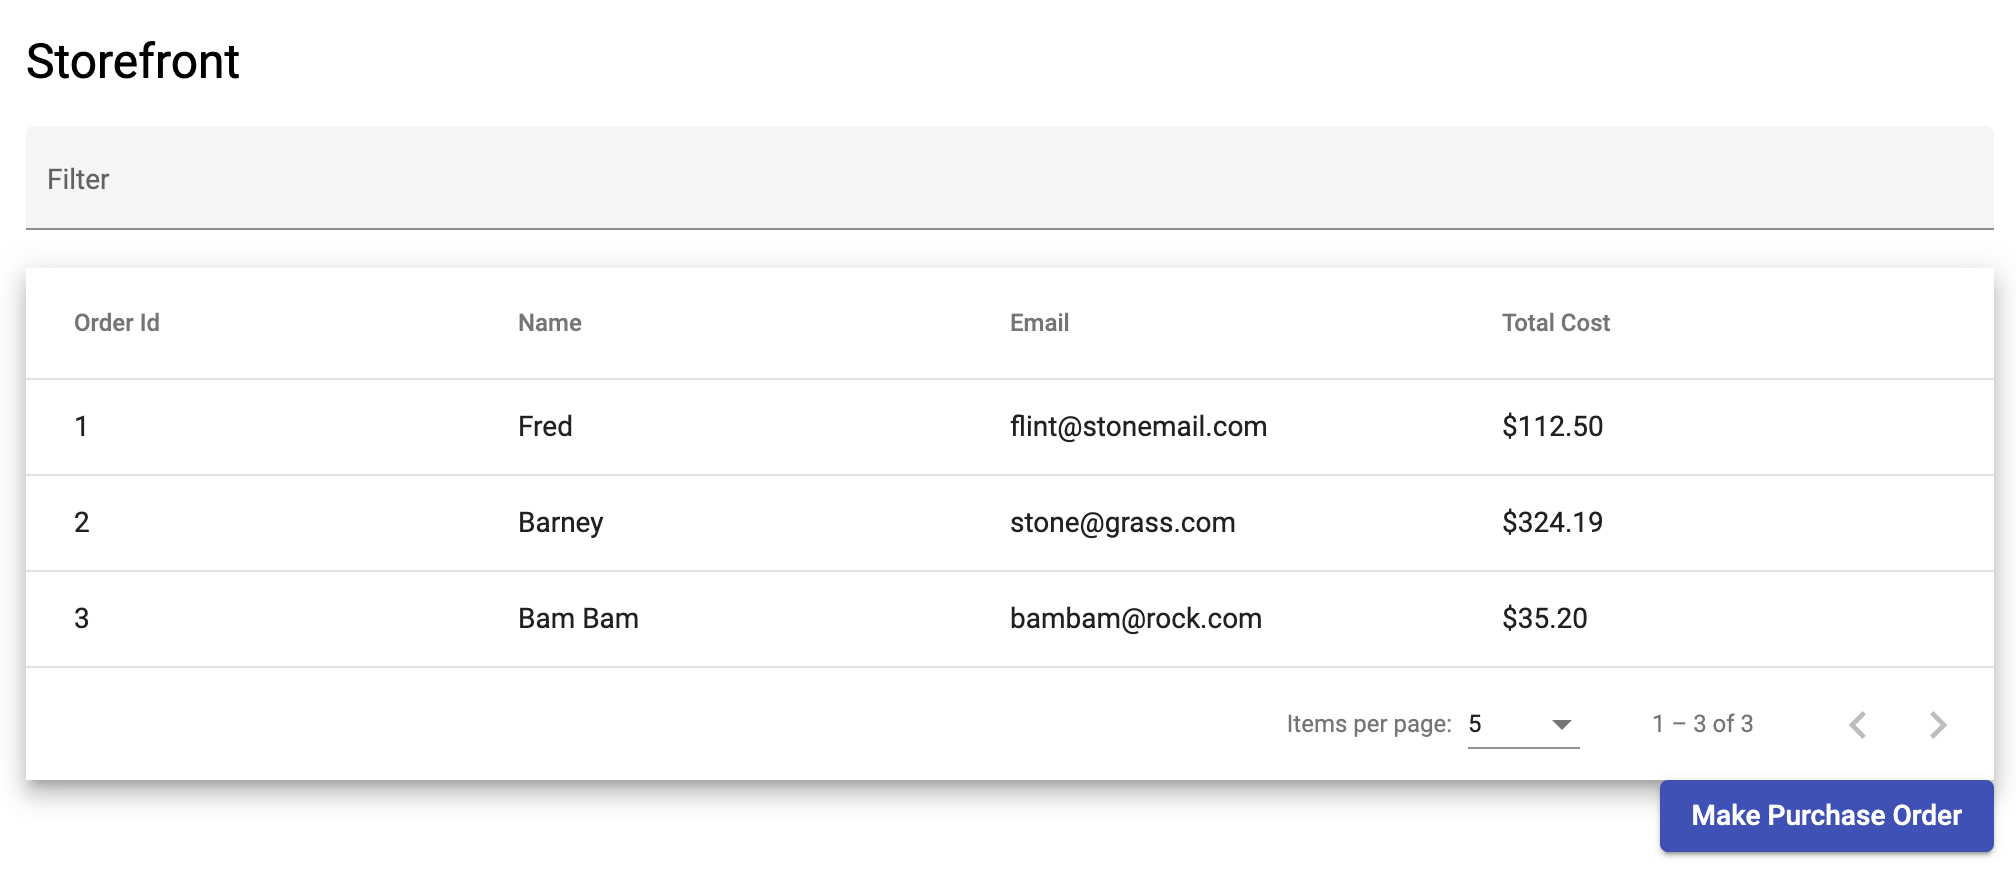 Storefront
Filter
Order Id Name Email Total Cost
1 Fred flint@stonemail.com $112.50
2 Barney stone@grass.com $324.19
3 Bam Bam bambam@rock.com $35.20
Items per page: 5 1 – 3 of 3
Make Purchase Order